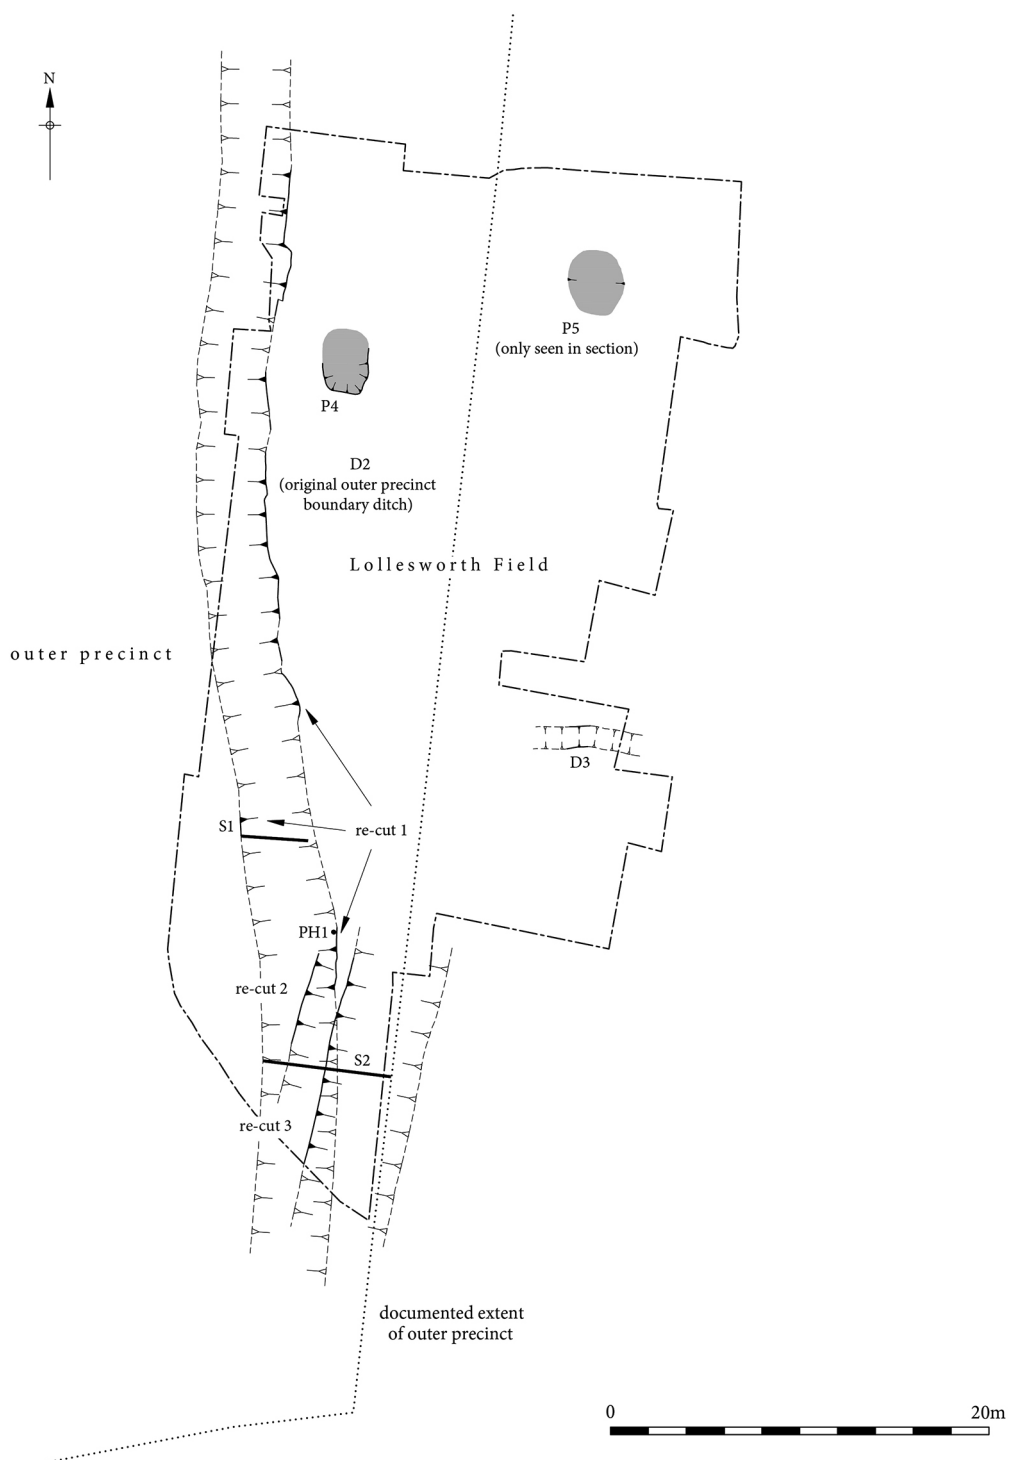 N
P5
(only seen in section)
P4
D2
(original outer precinct
boundary ditch)
Lollesworth Field
outer precinct
D3
S1
re-cut 1
PH1
re-cut 2
S2
re-cut 3
documented extent
of outer precinct
0 20m